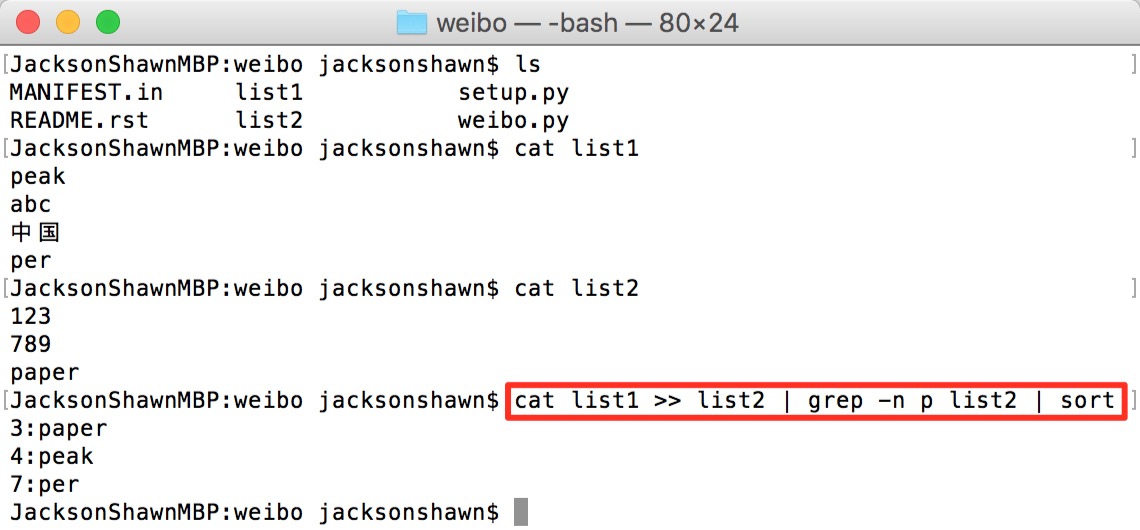 weibo — -bash — 80×24
JacksonShawnMBP:weibo jacksonshawn$ ls
MANIFEST.in list1 setup.py
README.rst list2 weibo.py
JacksonShawnMBP:weibo jacksonshawn$ cat list1
peak
abc
中国
per
JacksonShawnMBP:weibo jacksonshawn$ cat list2
123
789
paper
JacksonShawnMBP:weibo jacksonshawn$ cat list1 >> list2 | grep -n p list2 | sort
3:paper
4:peak
7:per
JacksonShawnMBP:weibo jacksonshawn$